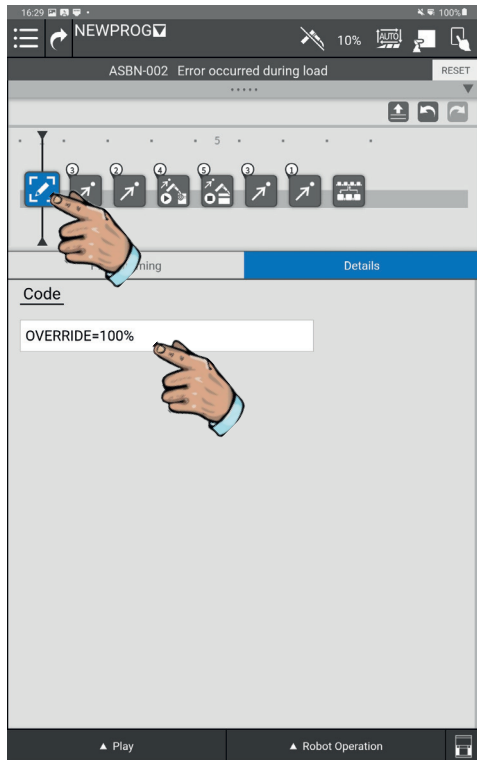 16:29 100%
NEWPROG
10% AUTO
ASBN-002 Error occurred during load RESET
5
3 2 4 5 3 1
ning Details
Code
OVERRIDE=100%
▲ Play ▲ Robot Operation